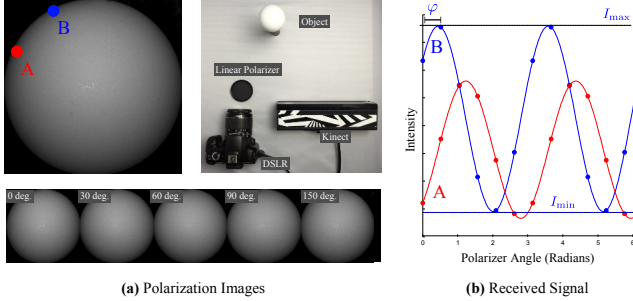 B
A
Object
Linear Polarizer
Kinect
DSLR
0 deg.
30 deg.
60 deg.
90 deg.
150 deg.
(a) Polarization Images
φ
I_max
B
A
I_min
Intensity
0 1 2 3 4 5 6
Polarizer Angle (Radians)
(b) Received Signal